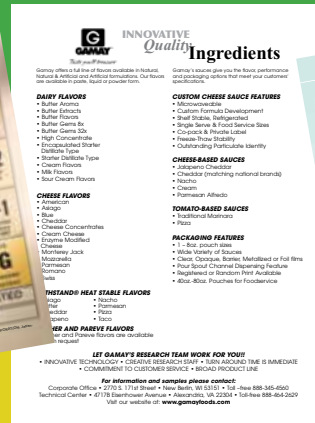 GAMAY
INNOVATIVE
Quality Ingredients
Gamay offers a full line of flavors available in Natural,
Natural & Artificial and Artificial formulations. Our flavors
are available in paste, liquid or powder form.
DAIRY FLAVORS
• Butter Aroma
• Butter Extracts
• Butter Flavors
• Butter Gems 8x
• Butter Gems 32x
• High Concentrate
• Encapsulated Starter
Distillate Type
• Starter Distillate Type
• Cream Flavors
• Milk Flavors
• Sour Cream Flavors
CHEESE FLAVORS
• American
• Asiago
• Blue
• Cheddar
• Cheese Concentrates
• Cream Cheese
• Enzyme Modified
Cheese
• Monterey Jack
Mozzarella
Parmesan
Romano
wiss
THSTAND® HEAT STABLE FLAVORS
iago
tter
eddar
apeno
• Nacho
• Parmesan
• Pizza
• Taco
HER AND PAREVE FLAVORS
er and Pareve flavors are available
n request
Gamay's sauces give you the flavor, performance
and packaging options that meet your customers'
specifications.
CUSTOM CHEESE SAUCE FEATURES
• Microwaveable
• Custom Formula Development
• Shelf Stable, Refrigerated
• Single Serve & Food Service Sizes
• Co-pack & Private Label
• Freeze-Thaw Stability
• Outstanding Particulate Identity
CHEESE-BASED SAUCES
• Jalapeno Cheddar
• Cheddar (matching national brands)
• Nacho
• Cream
• Parmesan Alfredo
TOMATO-BASED SAUCES
• Traditional Marinara
• Pizza
PACKAGING FEATURES
• 1 – 8oz. pouch sizes
• Wide Variety of Sauces
• Clear, Opaque, Barrier, Metallized or Foil films
• Pour Spout Channel Dispensing Feature
• Registered or Random Print Available
• 40oz.-80oz. Pouches for Foodservice
LET GAMAY'S RESEARCH TEAM WORK FOR YOU!!
• INNOVATIVE TECHNOLOGY • CREATIVE RESEARCH STAFF • TURN AROUND TIME IS IMMEDIATE
• COMMITMENT TO CUSTOMER SERVICE • BROAD PRODUCT LINE
For information and samples please contact:
Corporate Office • 2770 S. 171st Street • New Berlin, WI 53151 • Toll –free 888-345-4560
Technical Center • 4717B Eisenhower Avenue • Alexandria, VA 22304 • Toll-free 888-464-2629
Visit our website at: www.gamayfoods.com